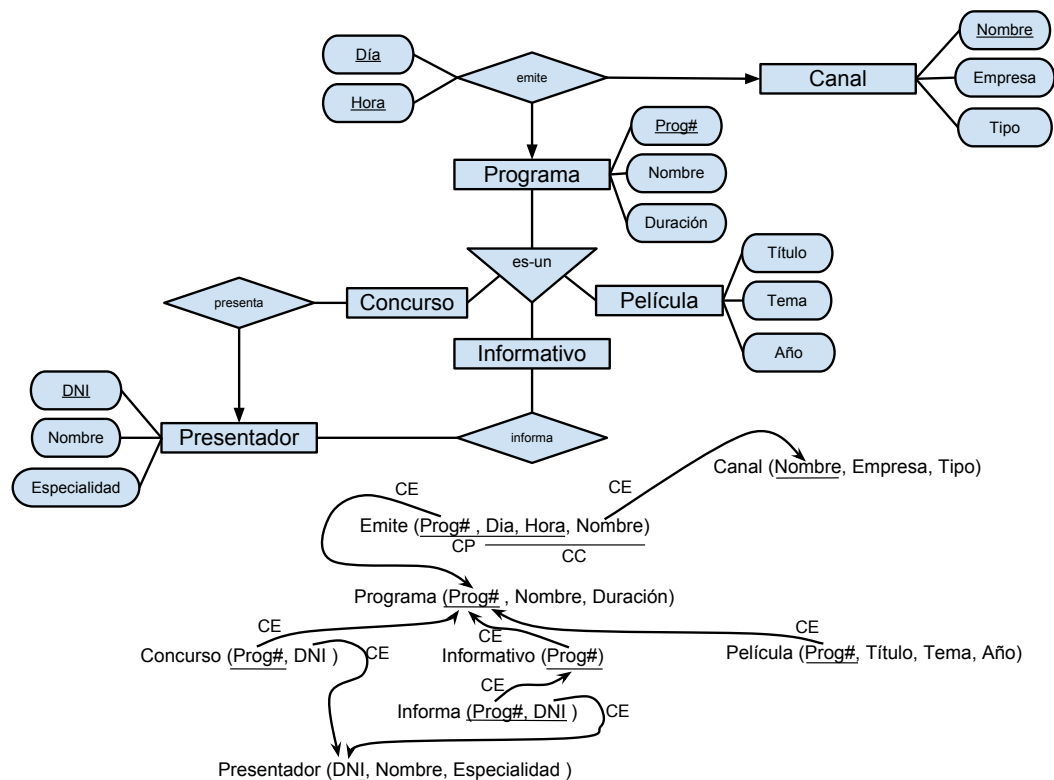 Día
Hora
emite
Canal
Nombre
Empresa
Tipo
Programa
Prog#
Nombre
Duración
es-un
presenta
Concurso
Película
Título
Tema
Año
Informativo
DNI
Nombre
Especialidad
Presentador
informa
Canal (Nombre, Empresa, Tipo)
CE
CE
Emite (Prog# , Dia, Hora, Nombre)
CP
CC
Programa (Prog# , Nombre, Duración)
CE
CE
CE
CE
Concurso (Prog#, DNI )
Informativo (Prog#)
Película (Prog#, Título, Tema, Año)
CE
CE
Informa (Prog#, DNI )
Presentador (DNI, Nombre, Especialidad )